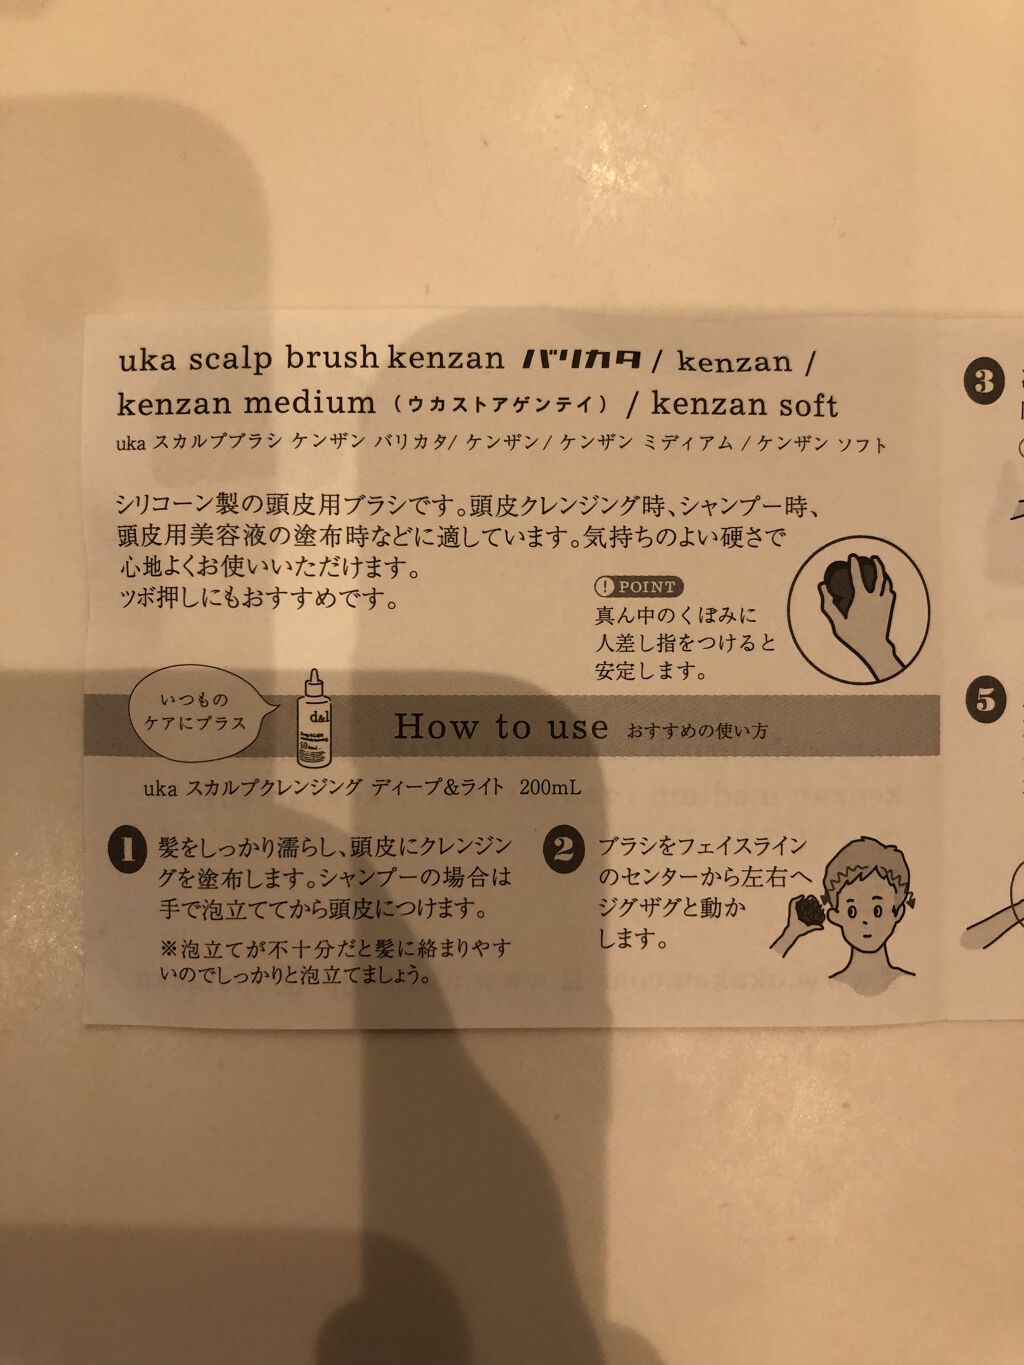 uka scalp brush kenzan バリカタ / kenzan /
kenzan medium （ウカストアゲンテイ） / kenzan soft
uka スカルプブラシ ケンザン バリカタ/ ケンザン / ケンザン ミディアム / ケンザン ソフト
シリコーン製の頭皮用ブラシです。頭皮クレンジング時、シャンプー時、
頭皮用美容液の塗布時などに適しています。気持ちのよい硬さで
心地よくお使いいただけます。
ツボ押しにもおすすめです。
! POINT
真ん中のくぼみに
人差し指をつけると
安定します。
いつもの
ケアにプラス
d&l
How to use おすすめの使い方
uka スカルプクレンジング ディープ&ライト 200mL
1 髪をしっかり濡らし、頭皮にクレンジン
グを塗布します。シャンプーの場合は
手で泡立ててから頭皮につけます。
※泡立てが不十分だと髪に絡まりやす
いのでしっかりと泡立てましょう。
2 ブラシをフェイスライン
のセンターから左右へ
ジグザグと動か
します。
3
5